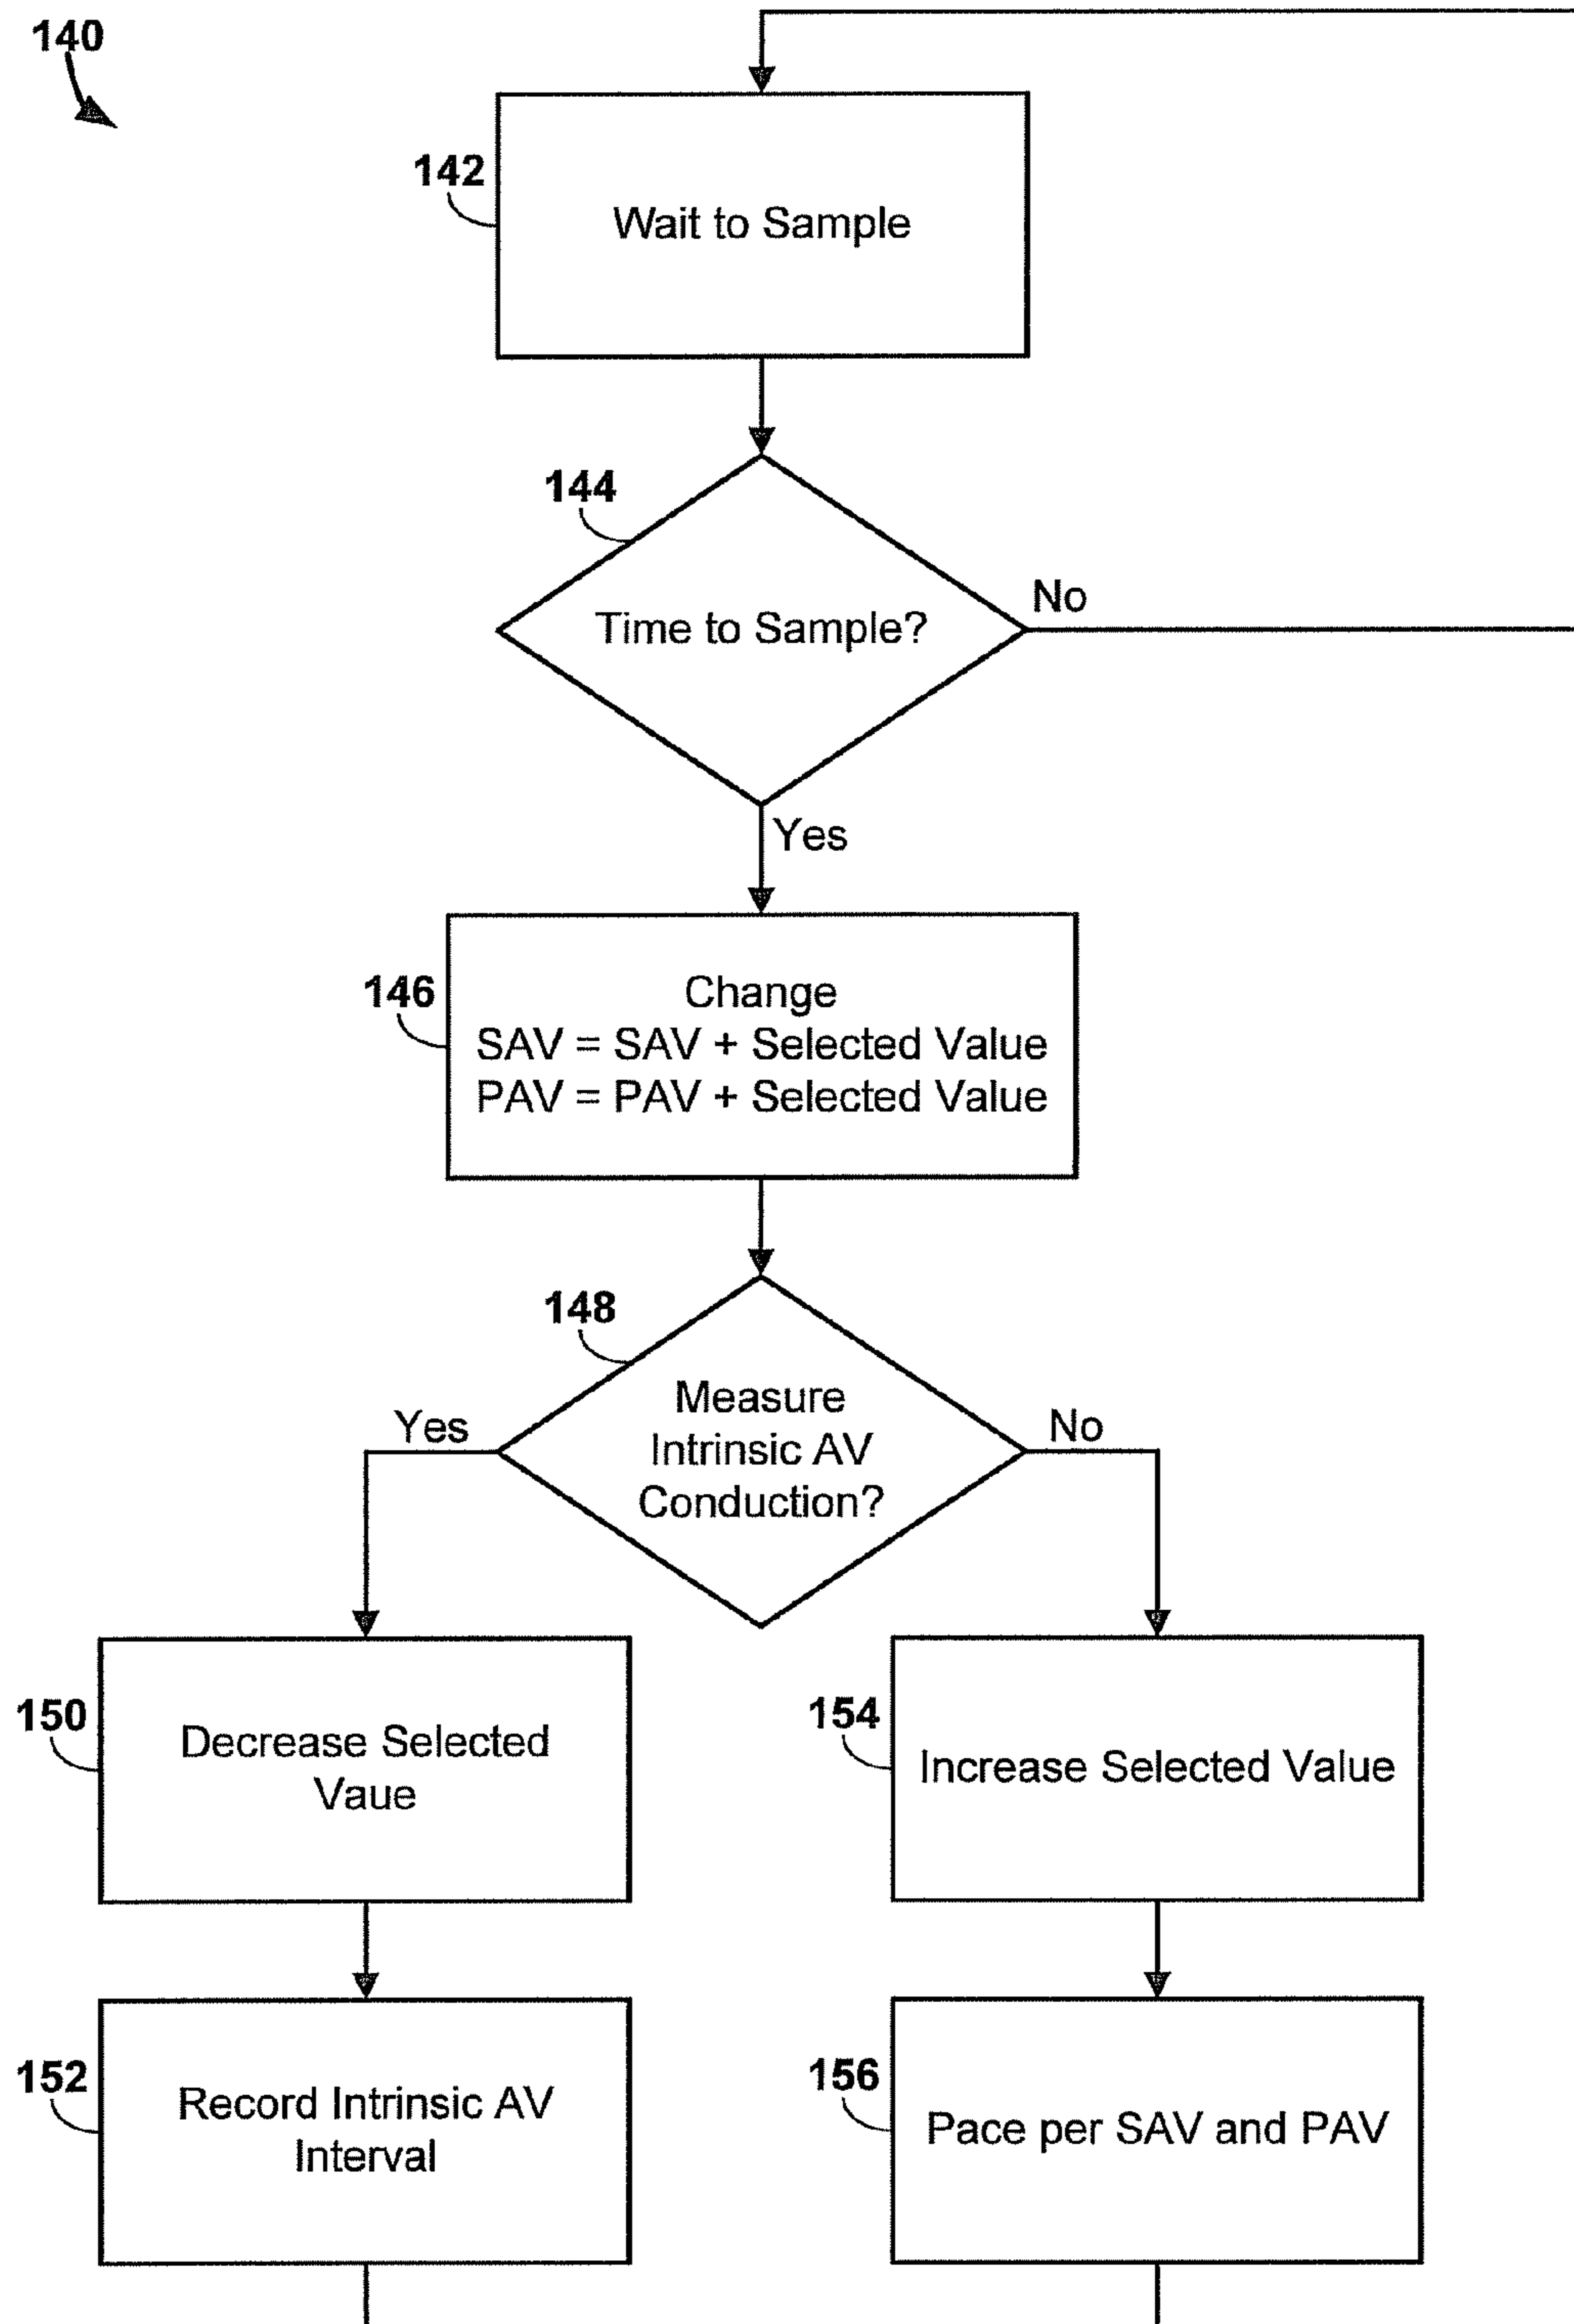 140
142
Wait to Sample
144
Time to Sample?
No
Yes
146
Change
SAV = SAV + Selected Value
PAV = PAV + Selected Value
148
Measure
Intrinsic AV
Conduction?
Yes
No
150
Decrease Selected
Vaue
154
Increase Selected Value
152
Record Intrinsic AV
Interval
156
Pace per SAV and PAV